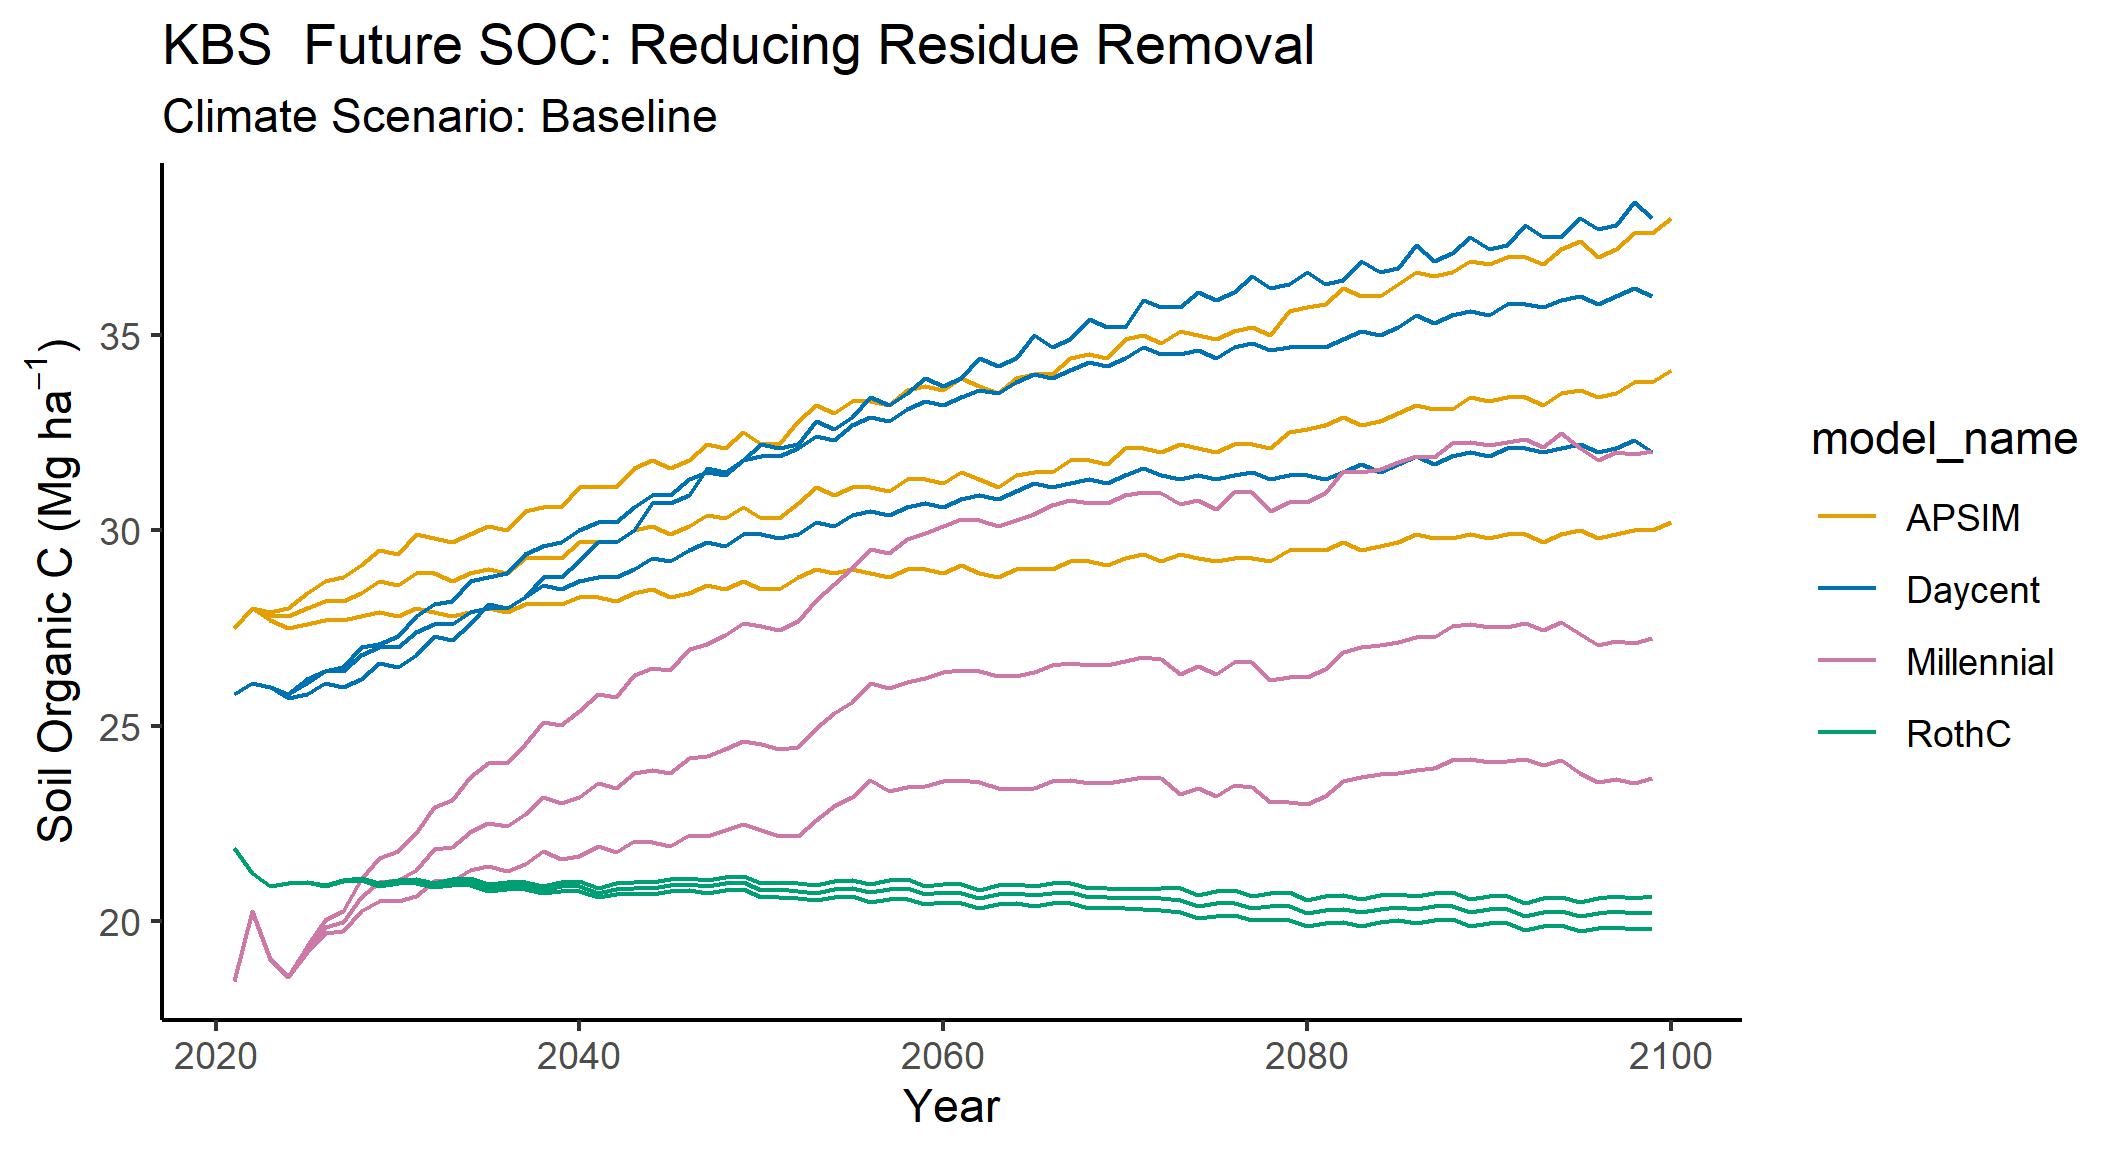 KBS  Future SOC: Reducing Residue Removal
Climate Scenario: Baseline
Soil Organic C (Mg ha⁻¹)
35
30
25
20
2020 2040 2060 2080 2100
Year
model_name
APSIM
Daycent
Millennial
RothC